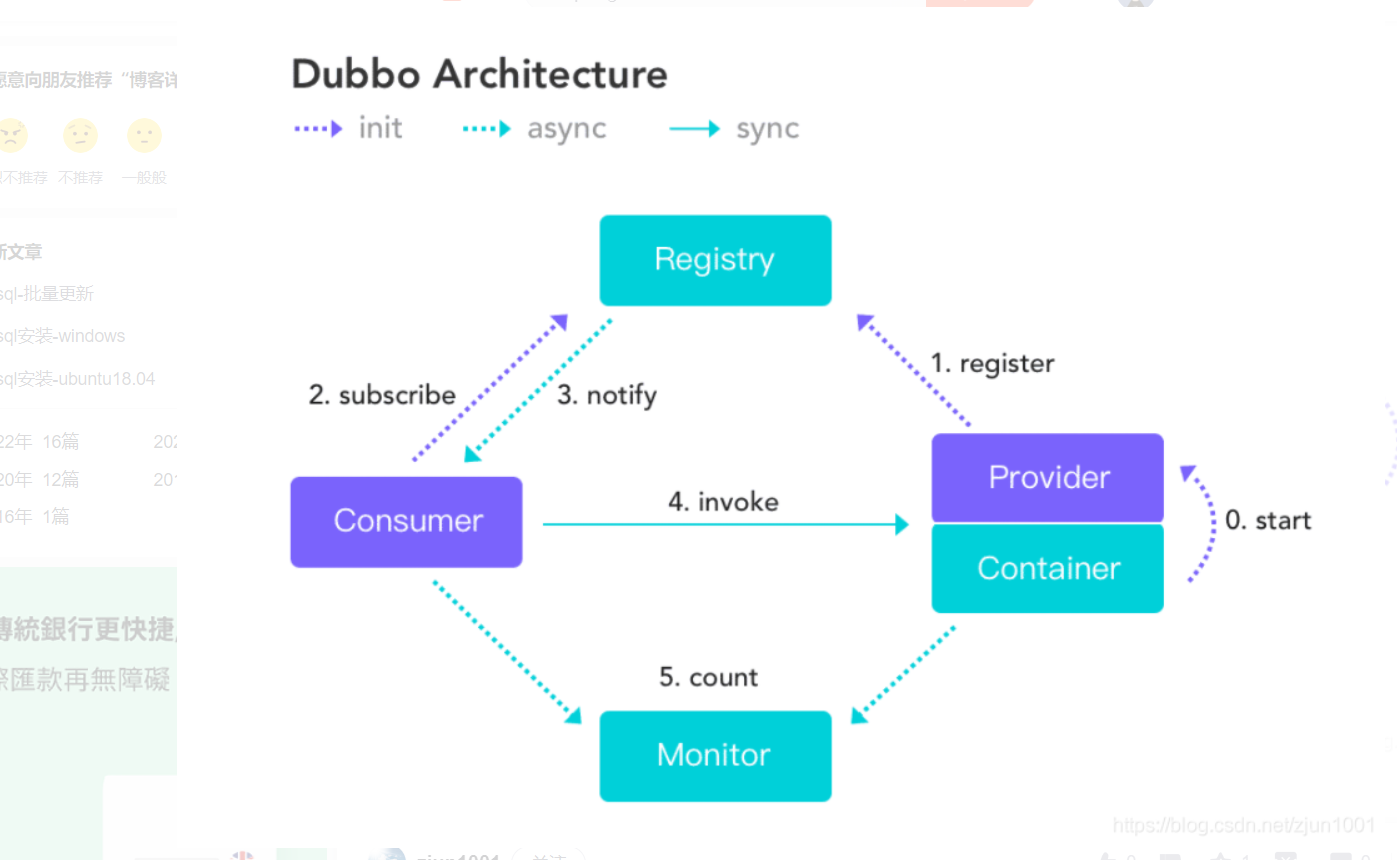 Dubbo Architecture
init async sync
愿意向朋友推荐“博客详
不推荐 不推荐 一般般
Registry
新文章
sql-批量更新
sql安装-windows
1. register
sql安装-ubuntu18.04
2. subscribe 3. notify
22年 16篇 202
Provider
20年 12篇 201
4. invoke
16年 1篇
Consumer
0. start
Container
傳統銀行更快捷
際匯款再無障礙
5. count
Monitor
https://blog.csdn.net/zjun1001
zjun1001 关注